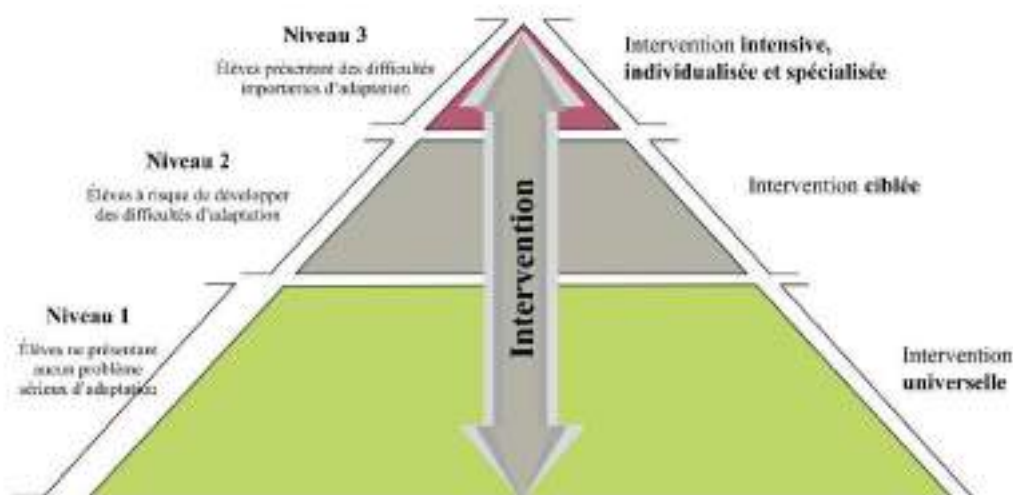 Niveau 3
Élèves présentant des difficultés
importantes d'adaptation
Intervention intensive,
individualisée et spécialisée
Niveau 2
Élèves à risque de développer
des difficultés d'adaptation
Intervention ciblée
Intervention
Niveau 1
Élèves ne présentant
aucun problème
sérieux d'adaptation
Intervention
universelle